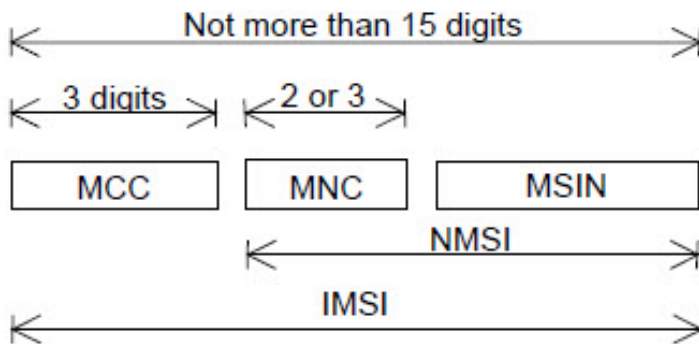 Not more than 15 digits
3 digits 2 or 3
MCC MNC MSIN
NMSI
IMSI